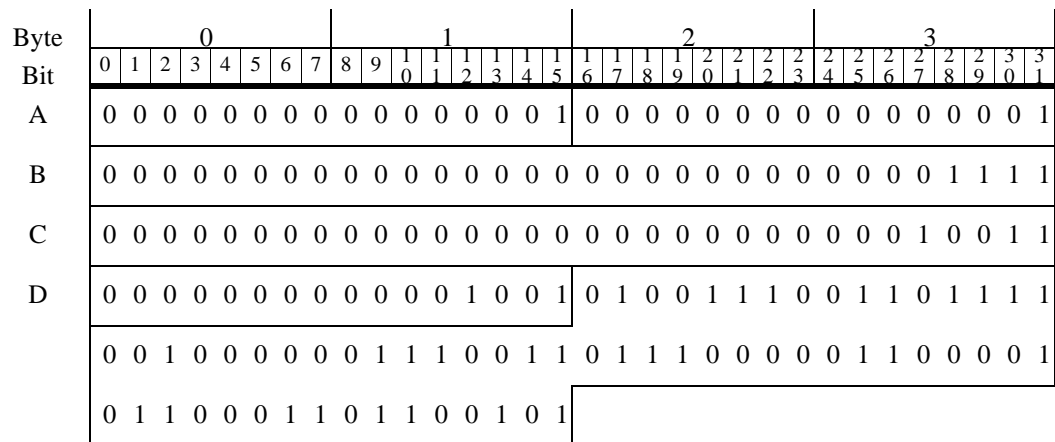 Byte 0 1 2 3
Bit 0 1 2 3 4 5 6 7 8 9 10 11 12 13 14 15 16 17 18 19 20 21 22 23 24 25 26 27 28 29 30 31
A 0 0 0 0 0 0 0 0 0 0 0 0 0 0 0 1 0 0 0 0 0 0 0 0 0 0 0 0 0 0 0 1
B 0 0 0 0 0 0 0 0 0 0 0 0 0 0 0 0 0 0 0 0 0 0 0 0 0 0 0 0 1 1 1 1
C 0 0 0 0 0 0 0 0 0 0 0 0 0 0 0 0 0 0 0 0 0 0 0 0 0 0 0 1 0 0 1 1
D 0 0 0 0 0 0 0 0 0 0 0 0 1 0 0 1 0 1 0 0 1 1 1 0 0 1 1 0 1 1 1 1
0 0 1 0 0 0 0 0 0 1 1 1 0 0 1 1 0 1 1 1 0 0 0 0 0 1 1 0 0 0 0 1
0 1 1 0 0 0 1 1 0 1 1 0 0 1 0 1